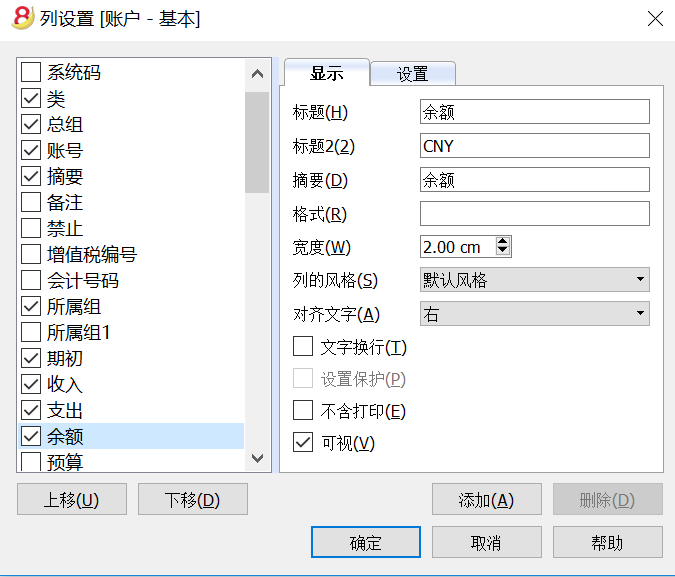 列设置 [账户 - 基本]
系统码
类
总组
账号
摘要
备注
禁止
增值税编号
会计号码
所属组
所属组1
期初
收入
支出
余额
预算
上移(U)
下移(D)
显示
设置
标题(H)
余额
标题2(2)
CNY
摘要(D)
余额
格式(R)
宽度(W)
2.00 cm
列的风格(S)
默认风格
对齐文字(A)
右
文字换行(T)
设置保护(P)
不含打印(E)
可视(V)
添加(A)
删除(D)
确定
取消
帮助